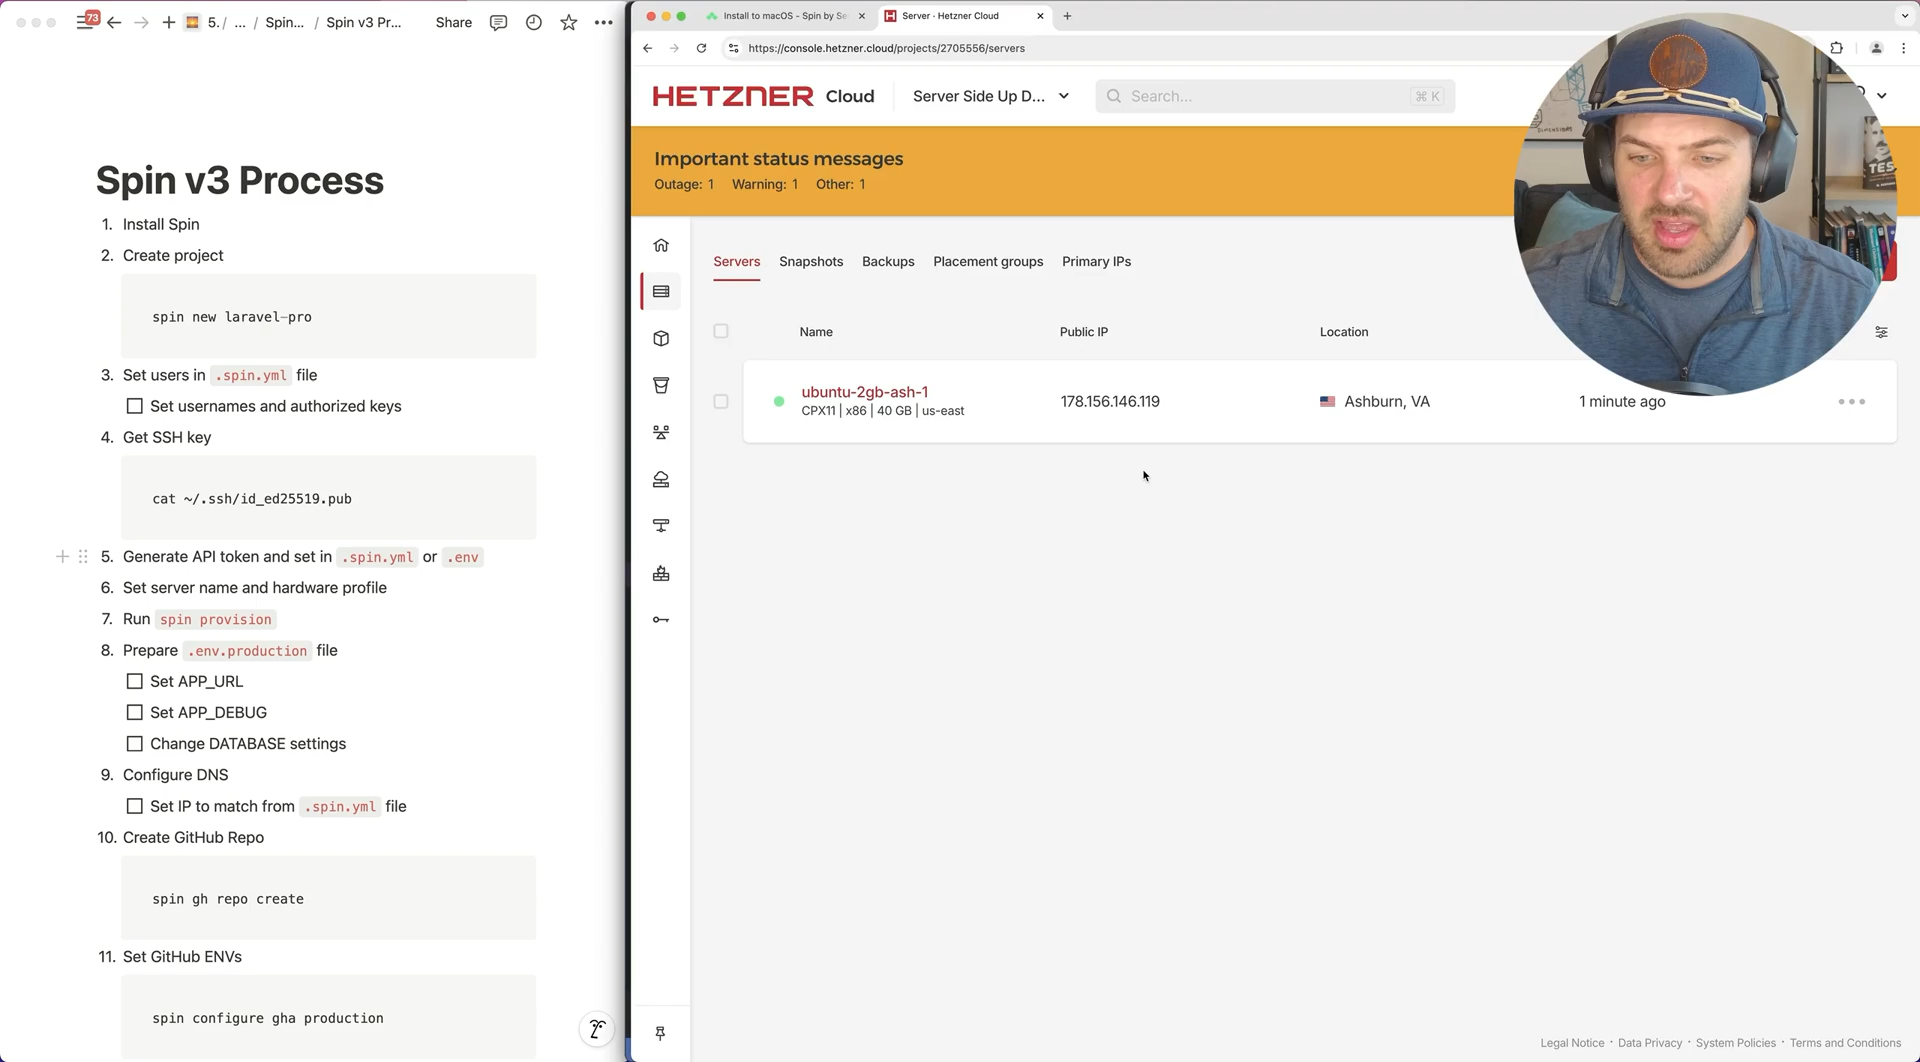 73
5. / ... / Spin... / Spin v3 Pr...
Share
Spin v3 Process
1. Install Spin
2. Create project
spin new laravel-pro
3. Set users in .spin.yml file
Set usernames and authorized keys
4. Get SSH key
cat ~/.ssh/id_ed25519.pub
5. Generate API token and set in .spin.yml or .env
6. Set server name and hardware profile
7. Run spin provision
8. Prepare .env.production file
Set APP_URL
Set APP_DEBUG
Change DATABASE settings
9. Configure DNS
Set IP to match from .spin.yml file
10. Create GitHub Repo
spin gh repo create
11. Set GitHub ENVs
spin configure gha production
Install to macOS - Spin by Se
Server · Hetzner Cloud
https://console.hetzner.cloud/projects/2705556/servers
HETZNER Cloud
Server Side Up D...
Search...
⌘ K
Important status messages
Outage: 1 Warning: 1 Other: 1
Servers Snapshots Backups Placement groups Primary IPs
Name Public IP Location
ubuntu-2gb-ash-1
CPX11 | x86 | 40 GB | us-east
178.156.146.119
Ashburn, VA
1 minute ago
Legal Notice · Data Privacy · System Policies · Terms and Conditions